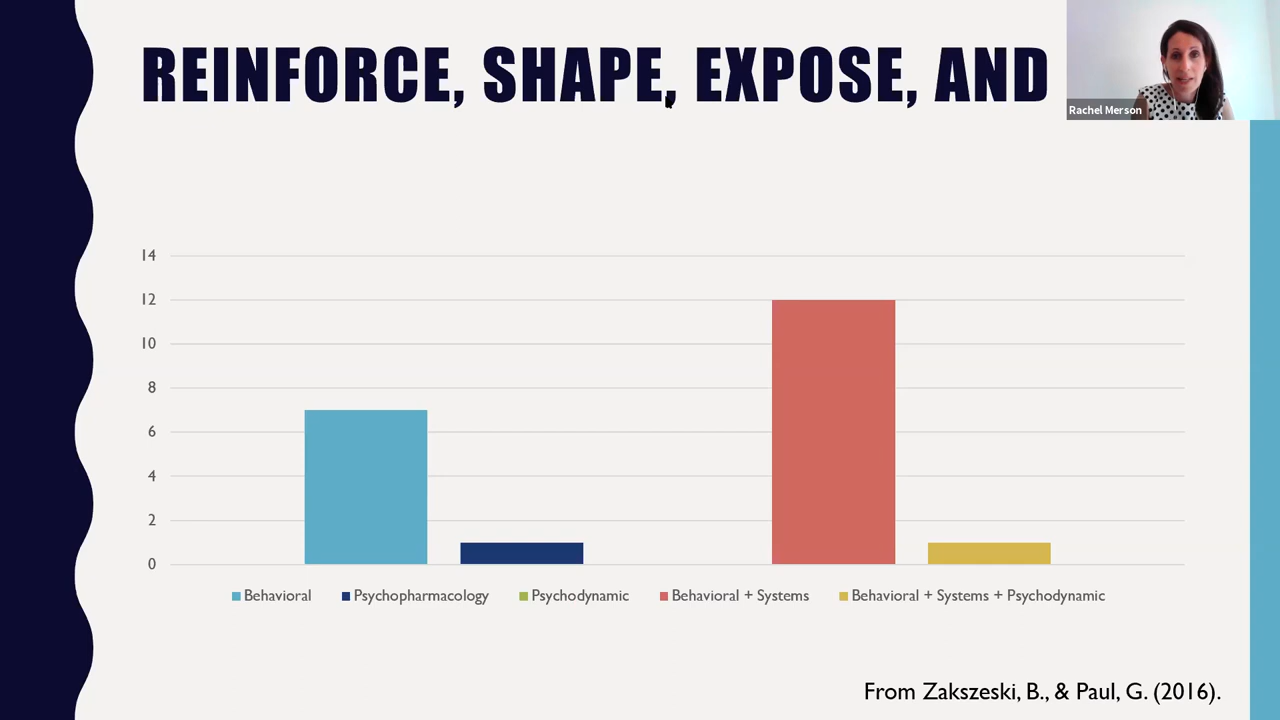 REINFORCE, SHAPE, EXPOSE, AND
Rachel Merson
14
12
10
8
6
4
2
0
Behavioral Psychopharmacology Psychodynamic Behavioral + Systems Behavioral + Systems + Psychodynamic
From Zakszeski, B., & Paul, G. (2016).